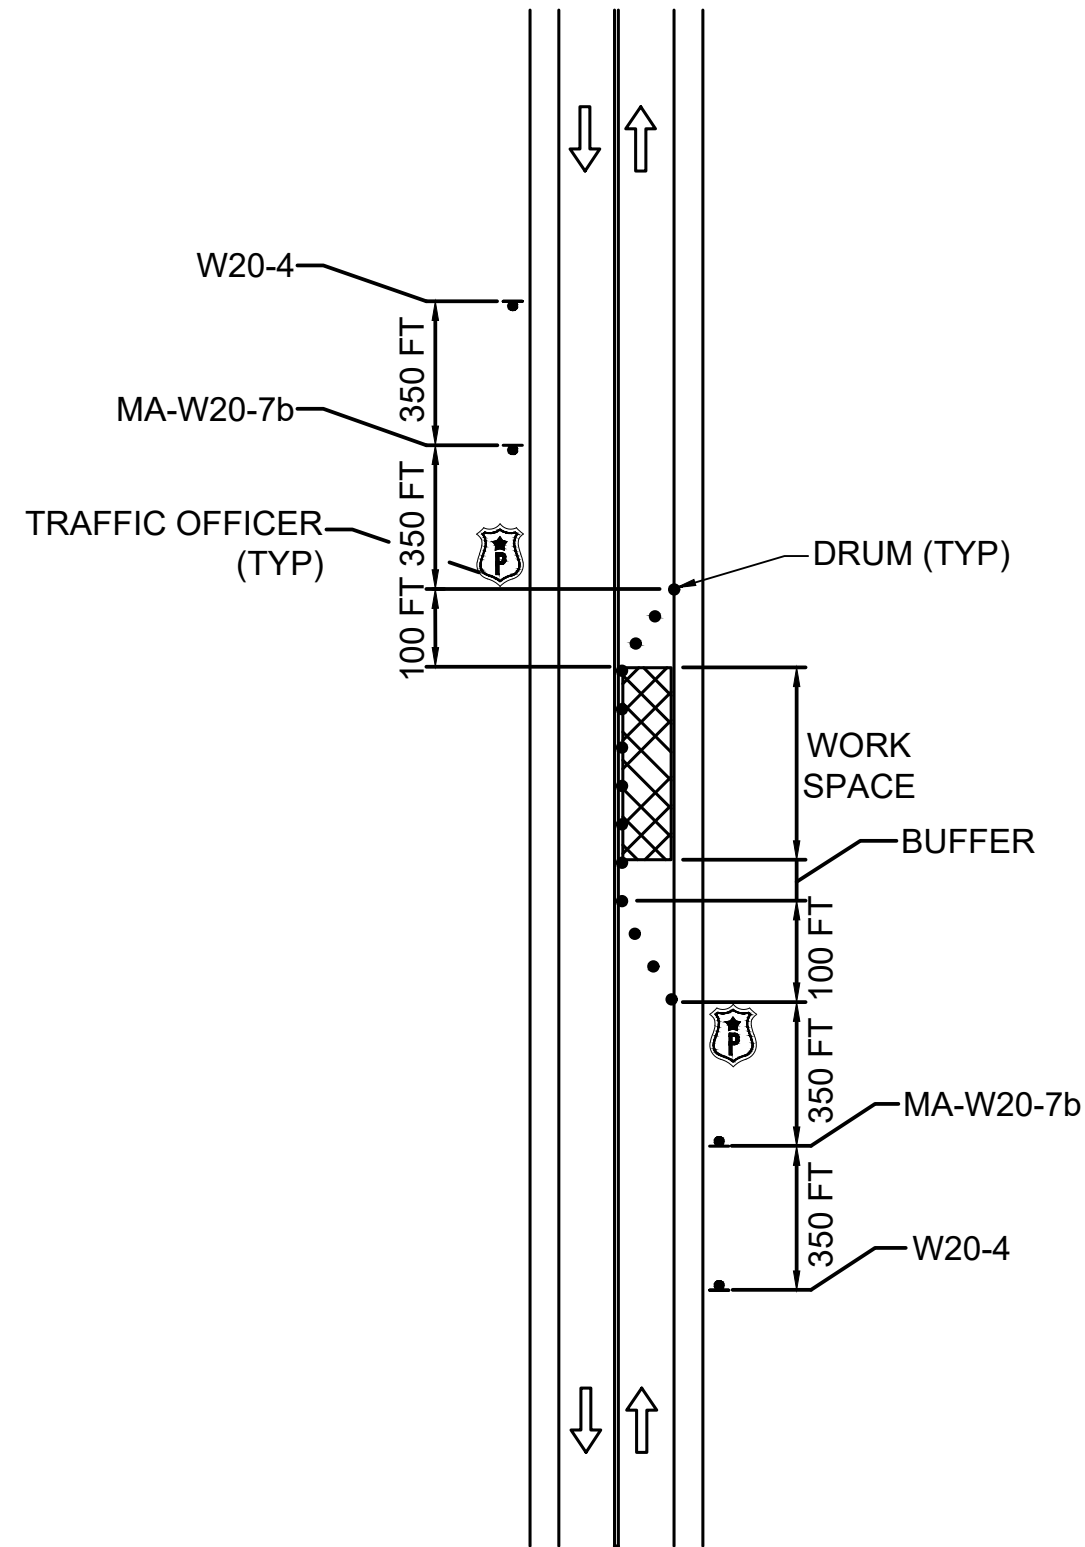 W20-4
350 FT
MA-W20-7b
350 FT
TRAFFIC OFFICER
(TYP)
P
DRUM (TYP)
100 FT
WORK
SPACE
BUFFER
100 FT
P
350 FT
MA-W20-7b
350 FT
W20-4